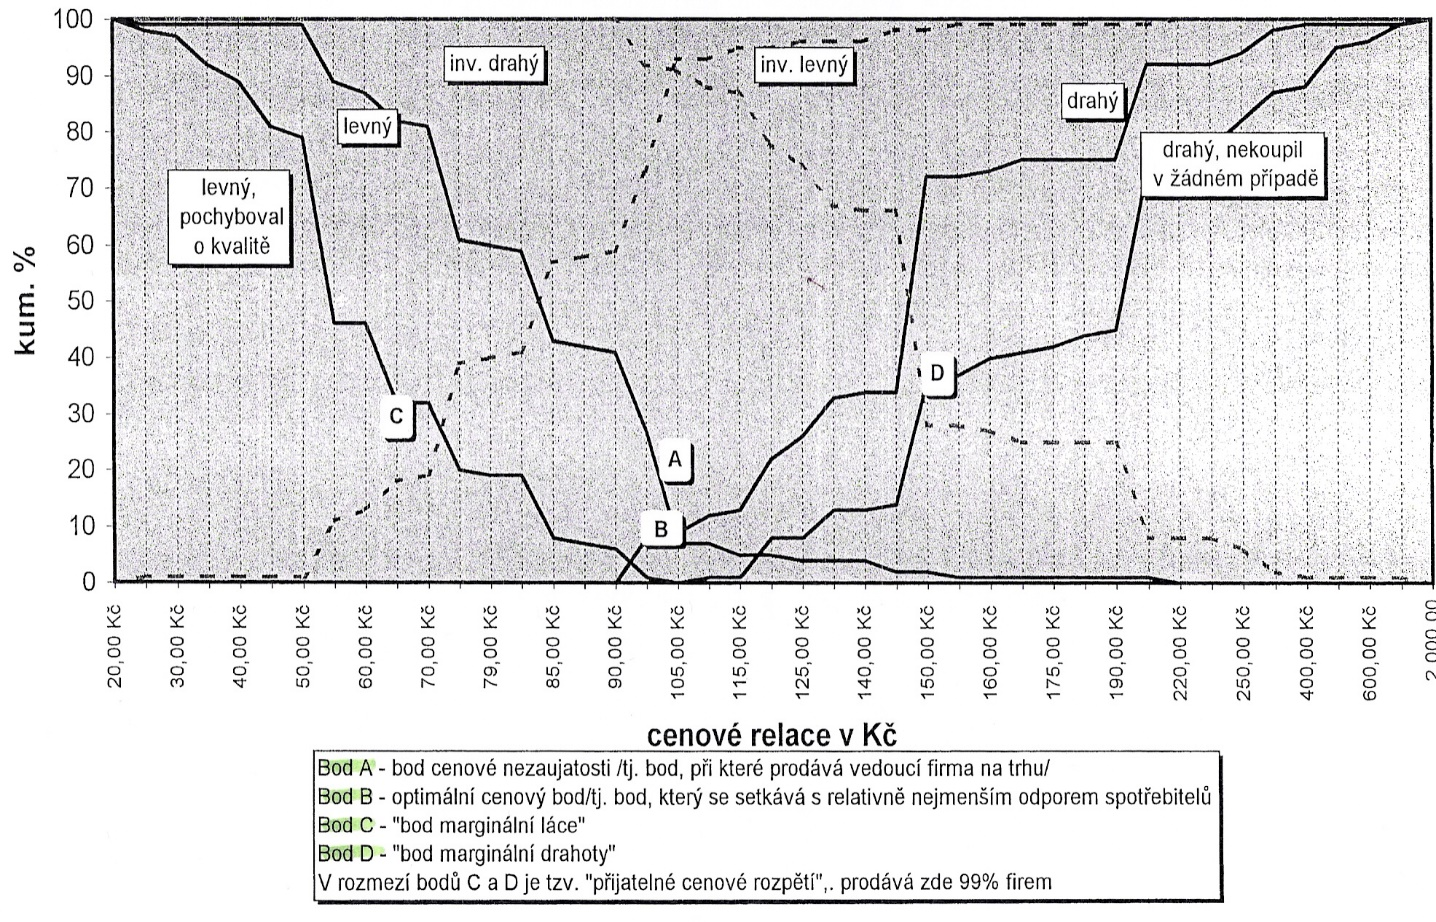 100
90
80
70
60
50
40
30
20
10
0
kum. %
inv. drahý
inv. levný
levný
drahý
levný,
pochyboval
o kvalitě
drahý, nekoupil
v žádném případě
C
A
B
D
20,00 Kč
30,00 Kč
40,00 Kč
50,00 Kč
60,00 Kč
70,00 Kč
79,00 Kč
85,00 Kč
90,00 Kč
105,00 Kč
115,00 Kč
125,00 Kč
140,00 Kč
150,00 Kč
160,00 Kč
175,00 Kč
190,00 Kč
220,00 Kč
250,00 Kč
400,00 Kč
600,00 Kč
cenové relace v Kč
Bod A - bod cenové nezaujatosti /tj. bod, při které prodává vedoucí firma na trhu/
Bod B - optimální cenový bod/tj. bod, který se setkává s relativně nejmenším odporem spotřebitelů
Bod C - "bod marginální láce"
Bod D - "bod marginální drahoty"
V rozmezí bodů C a D je tzv. "přijatelné cenové rozpětí",. prodává zde 99% firem